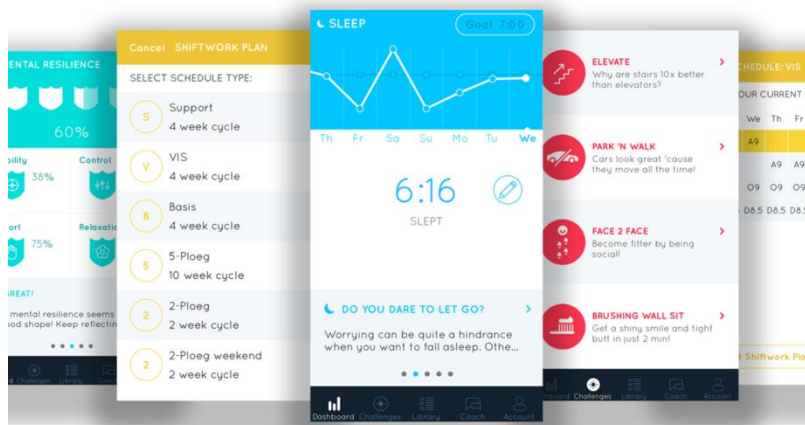 ENTAL RESILIENCE
60%
bility
Control
38%
ort
Relaxatio
75%
GREAT!
mental resilience seems
ood shape! Keep reflectin
d Challenges Library Coach
Cancel SHIFTWORK PLAN
SELECT SCHEDULE TYPE:
S
Support
4 week cycle
V
VIS
4 week cycle
B
Basis
4 week cycle
5
5-Ploeg
10 week cycle
2
2-Ploeg
2 week cycle
2
2-Ploeg weekend
2 week cycle
SLEEP
Goal 7:00
Th Fr Sa Su Mo Tu We
6:16
SLEPT
DO YOU DARE TO LET GO? >
Worrying can be quite a hindrance
when you want to fall asleep. Othe...
Dashboard Challenges Library Coach Account
ELEVATE >
Why are stairs 10x better
than elevators?
PARK 'N WALK >
Cars look great 'cause
they move all the time!
FACE 2 FACE >
Become fitter by being
social!
BRUSHING WALL SIT >
Get a shiny smile and tight
butt in just 2 min!
hboard Challenges Library Coach Account
CHEDULE: VIS
OUR CURRENT
We Th Fr
A9
A9 A9
O9 O9 O9
D8.5 D8.5 D8.
t Shiftwork Pla